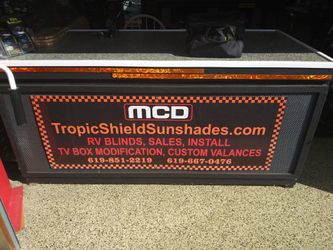 MCD
TropicShieldSunshades.com
RV BLINDS, SALES, INSTALL
TV BOX MODIFICATION, CUSTOM VALANCES
619-851-2219 619-667-0476